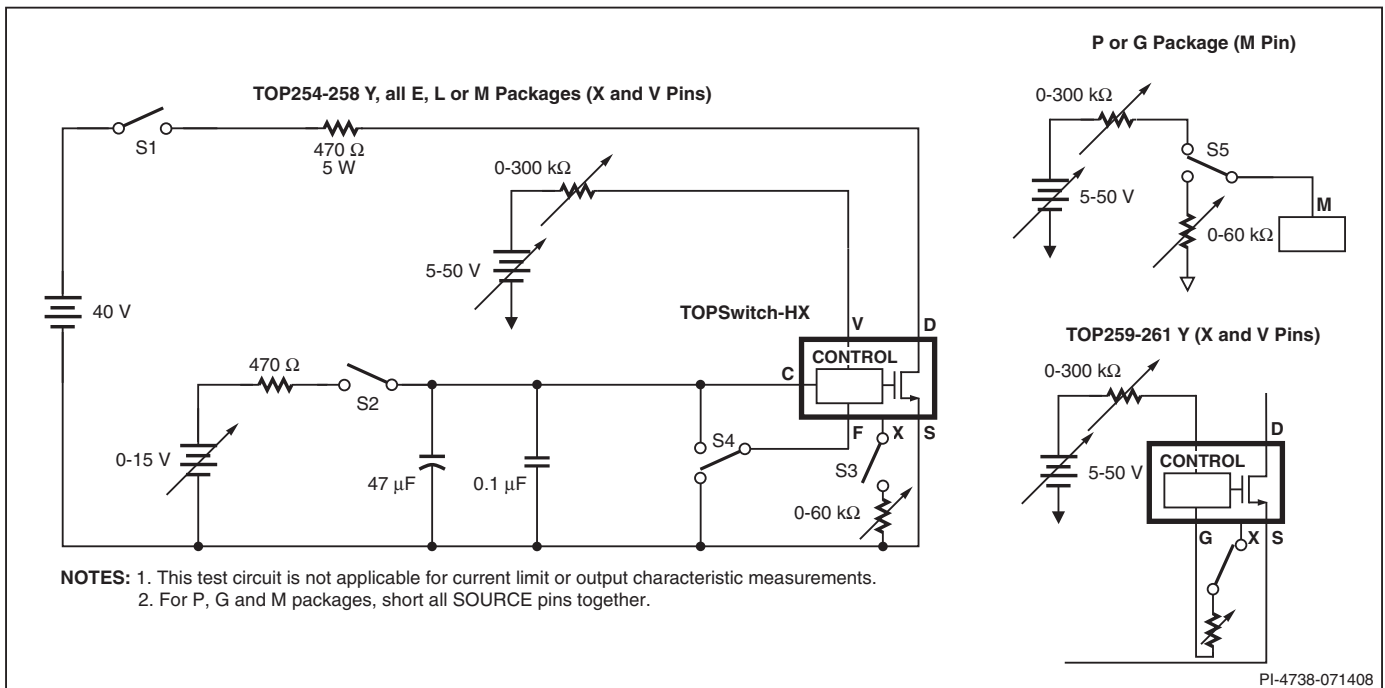 TOP254-258 Y, all E, L or M Packages (X and V Pins)
S1
470 Ω
5 W
0-300 kΩ
5-50 V
40 V
TOPSwitch-HX
V
D
CONTROL
C
470 Ω
S2
F
X
S
S4
S3
0-15 V
47 μF
0.1 μF
0-60 kΩ
NOTES: 1. This test circuit is not applicable for current limit or output characteristic measurements.
2. For P, G and M packages, short all SOURCE pins together.
P or G Package (M Pin)
0-300 kΩ
S5
5-50 V
M
0-60 kΩ
TOP259-261 Y (X and V Pins)
0-300 kΩ
D
5-50 V
CONTROL
G
X
S
PI-4738-071408